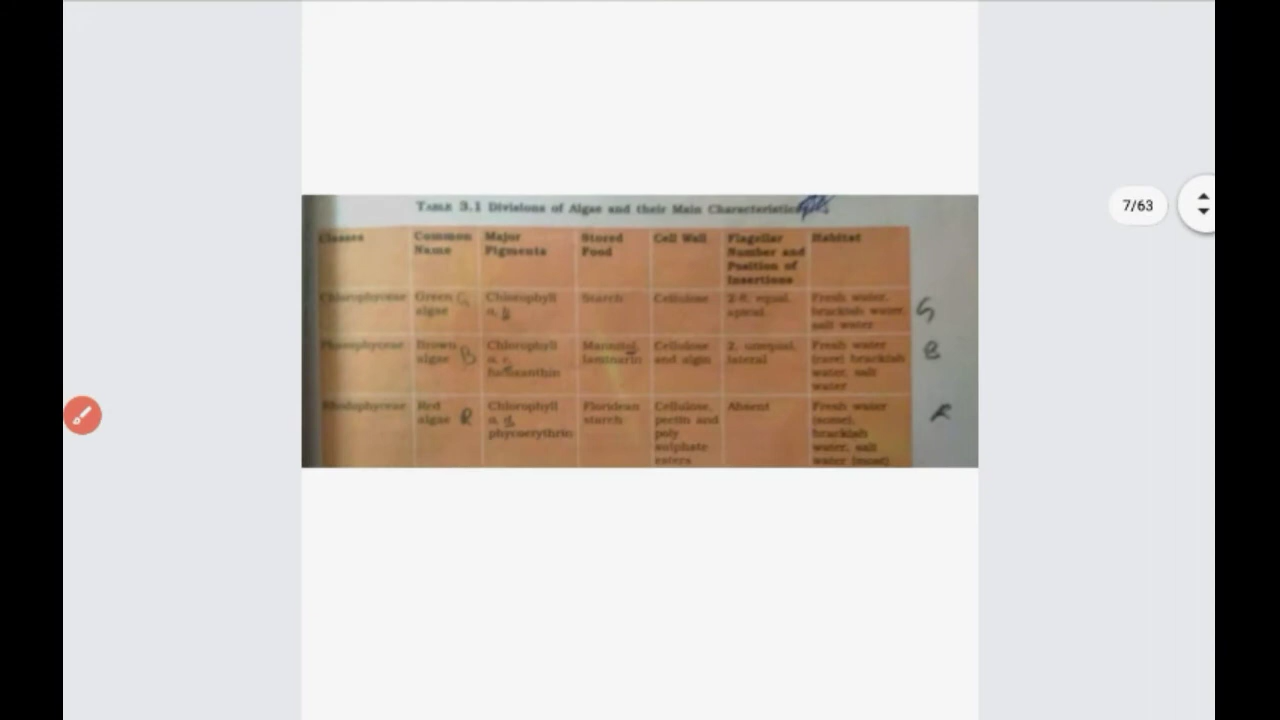 7/63
TABLE 3.1 Divisions of Algae and their Main Characteristics
Classes Common Name Major Pigments Stored Food Cell Wall Flagellar Number and Position of Insertions Habitat
Chlorophyceae Green algae G Chlorophyll a, b Starch Cellulose 2-8, equal, apical Fresh water, brackish water, salt water G
Phaeophyceae Brown algae B Chlorophyll a, c, fucoxanthin Mannitol, laminarin Cellulose and algin 2, unequal, lateral Fresh water (rare) brackish water, salt water B
Rhodophyceae Red algae R Chlorophyll a, d, phycoerythrin Floridean starch Cellulose, pectin and poly sulphate esters Absent Fresh water (some), brackish water, salt water (most) R